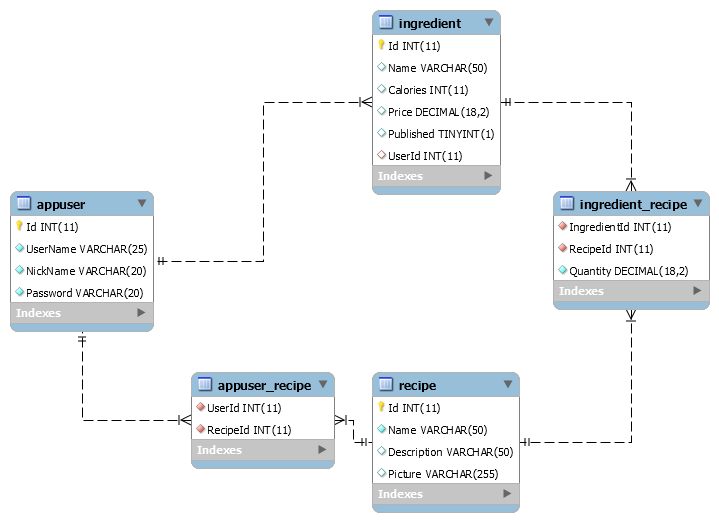 ingredient
Id INT(11)
Name VARCHAR(50)
Calories INT(11)
Price DECIMAL(18,2)
Published TINYINT(1)
UserId INT(11)
Indexes
appuser
Id INT(11)
UserName VARCHAR(25)
NickName VARCHAR(20)
Password VARCHAR(20)
Indexes
ingredient_recipe
IngredientId INT(11)
RecipeId INT(11)
Quantity DECIMAL(18,2)
Indexes
appuser_recipe
UserId INT(11)
RecipeId INT(11)
Indexes
recipe
Id INT(11)
Name VARCHAR(50)
Description VARCHAR(50)
Picture VARCHAR(255)
Indexes